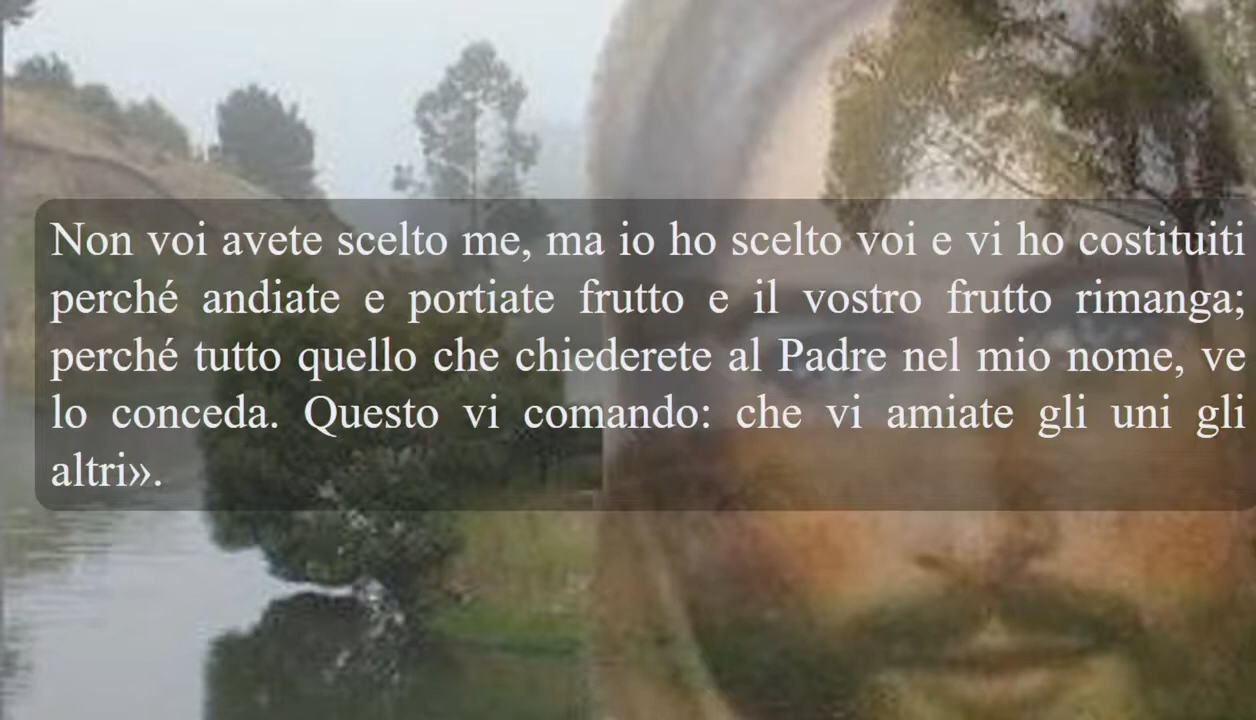 Non voi avete scelto me, ma io ho scelto voi e vi ho costituiti
perché andiate e portiate frutto e il vostro frutto rimanga;
perché tutto quello che chiederete al Padre nel mio nome, ve
lo conceda. Questo vi comando: che vi amiate gli uni gli
altri».